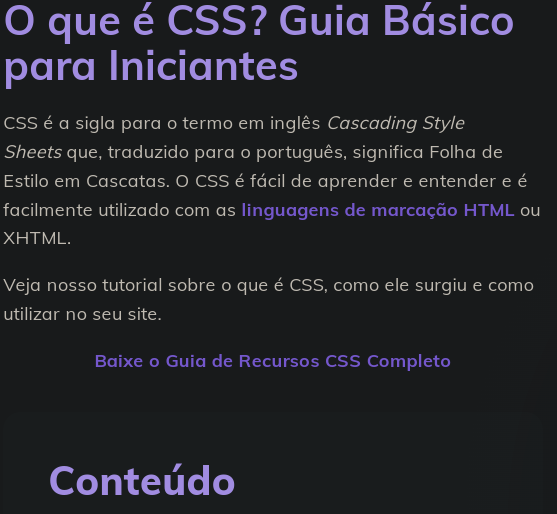 O que é CSS? Guia Básico
para Iniciantes
CSS é a sigla para o termo em inglês Cascading Style
Sheets que, traduzido para o português, significa Folha de
Estilo em Cascatas. O CSS é fácil de aprender e entender e é
facilmente utilizado com as linguagens de marcação HTML ou
XHTML.
Veja nosso tutorial sobre o que é CSS, como ele surgiu e como
utilizar no seu site.
Baixe o Guia de Recursos CSS Completo
Conteúdo